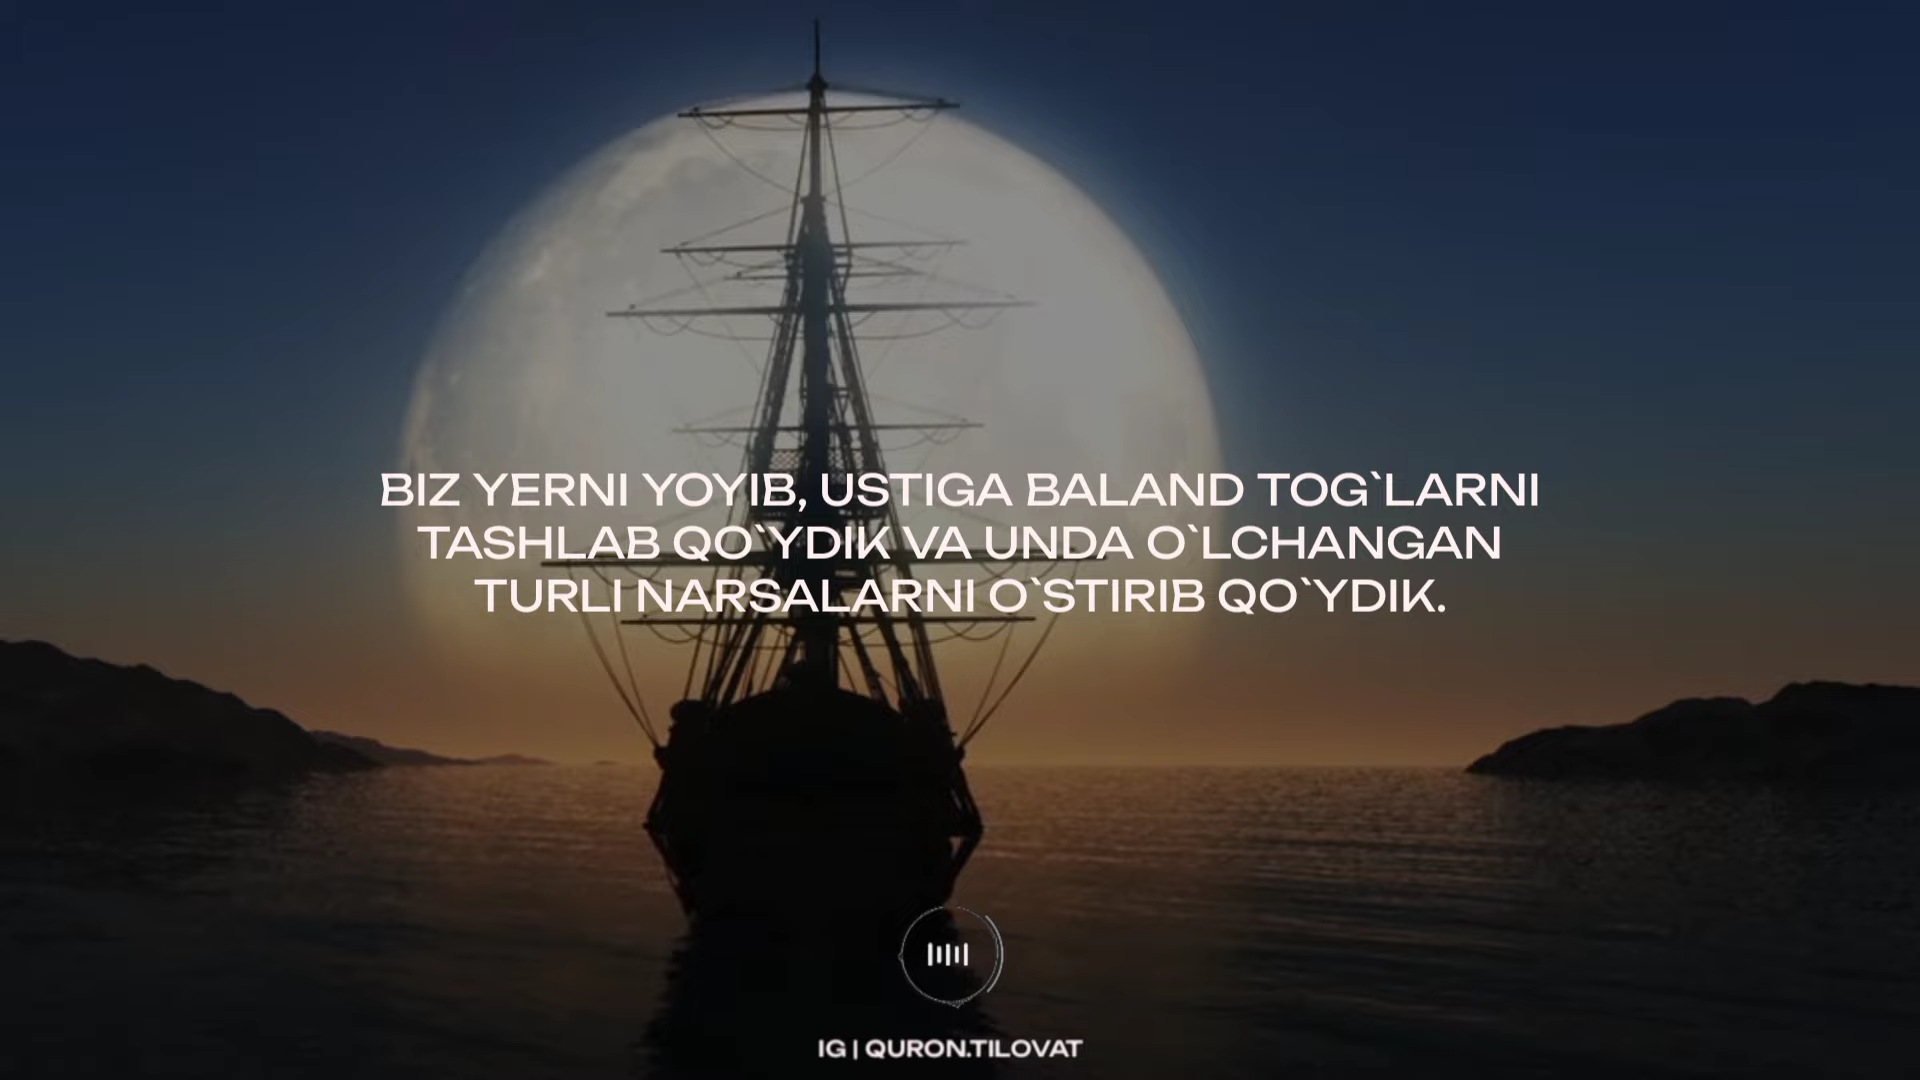 BIZ YERNI YOYIB, USTIGA BALAND TOG`LARNI
TASHLAB QO`YDIK VA UNDA O`LCHANGAN
TURLI NARSALARNI O`STIRIB QO`YDIK.
IG | QURON.TILOVAT